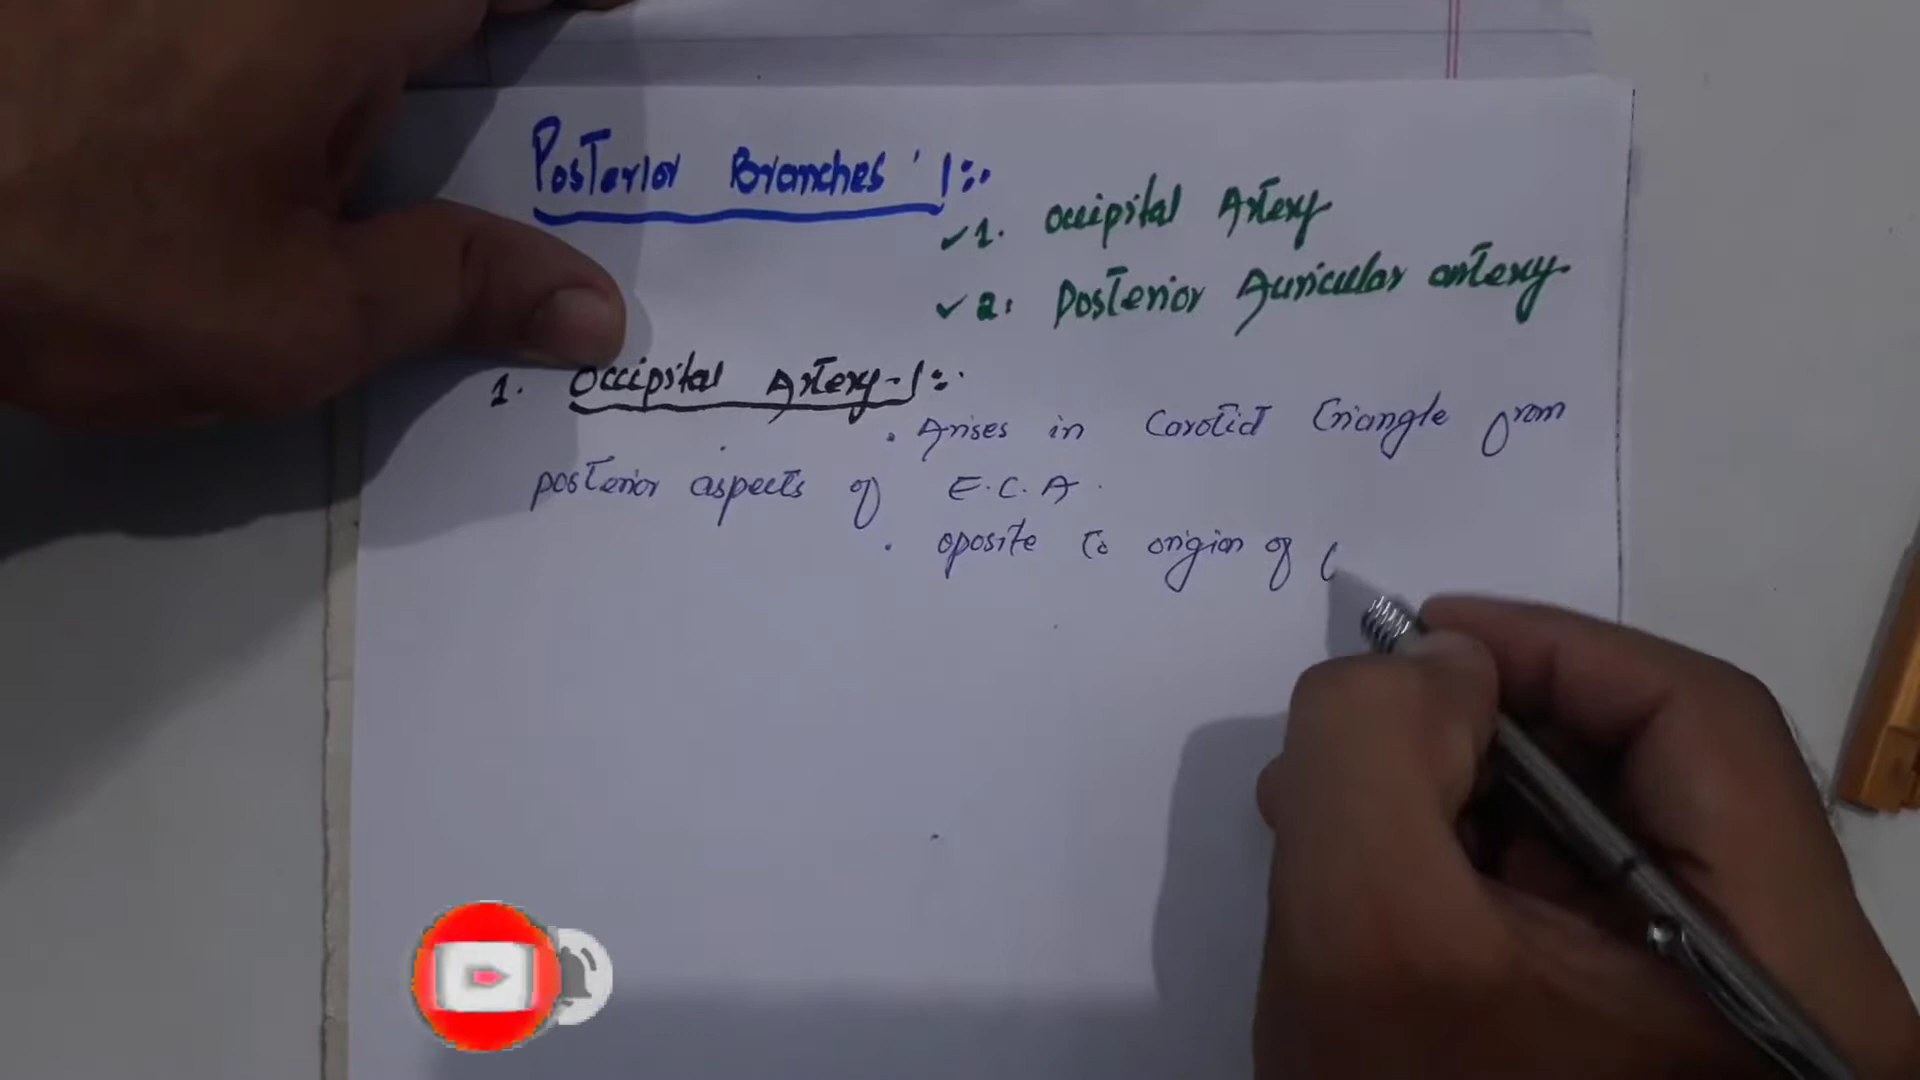 Posterior Branches :-
✓1. Occipital Artery
✓2. Posterior Auricular artery
1. Occipital Artery :-
. Arises in Carotid Triangle from
posterior aspects of E.C.A.
. oposite to origion of